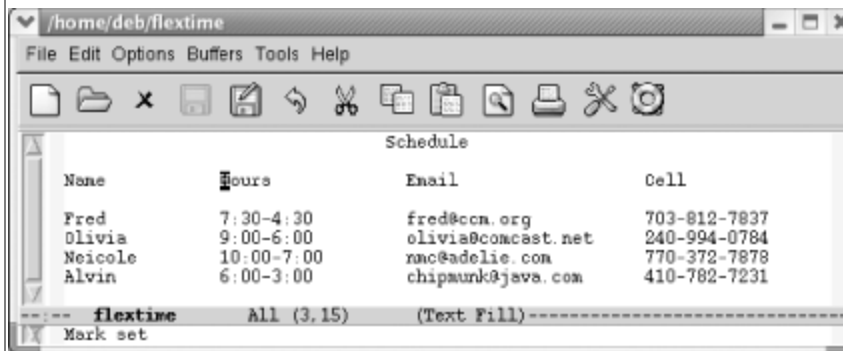 /home/deb/flextime
File Edit Options Buffers Tools Help
Schedule
Name Hours Email Cell
Fred 7:30-4:30 fred@ccm.org 703-812-7837
Olivia 9:00-6:00 olivia@comcast.net 240-994-0784
Neicole 10:00-7:00 nmc@adelie.com 770-372-7878
Alvin 6:00-3:00 chipmunk@java.com 410-782-7231
--:-- flextime All (3,15) (Text Fill)------------------------------
Mark set